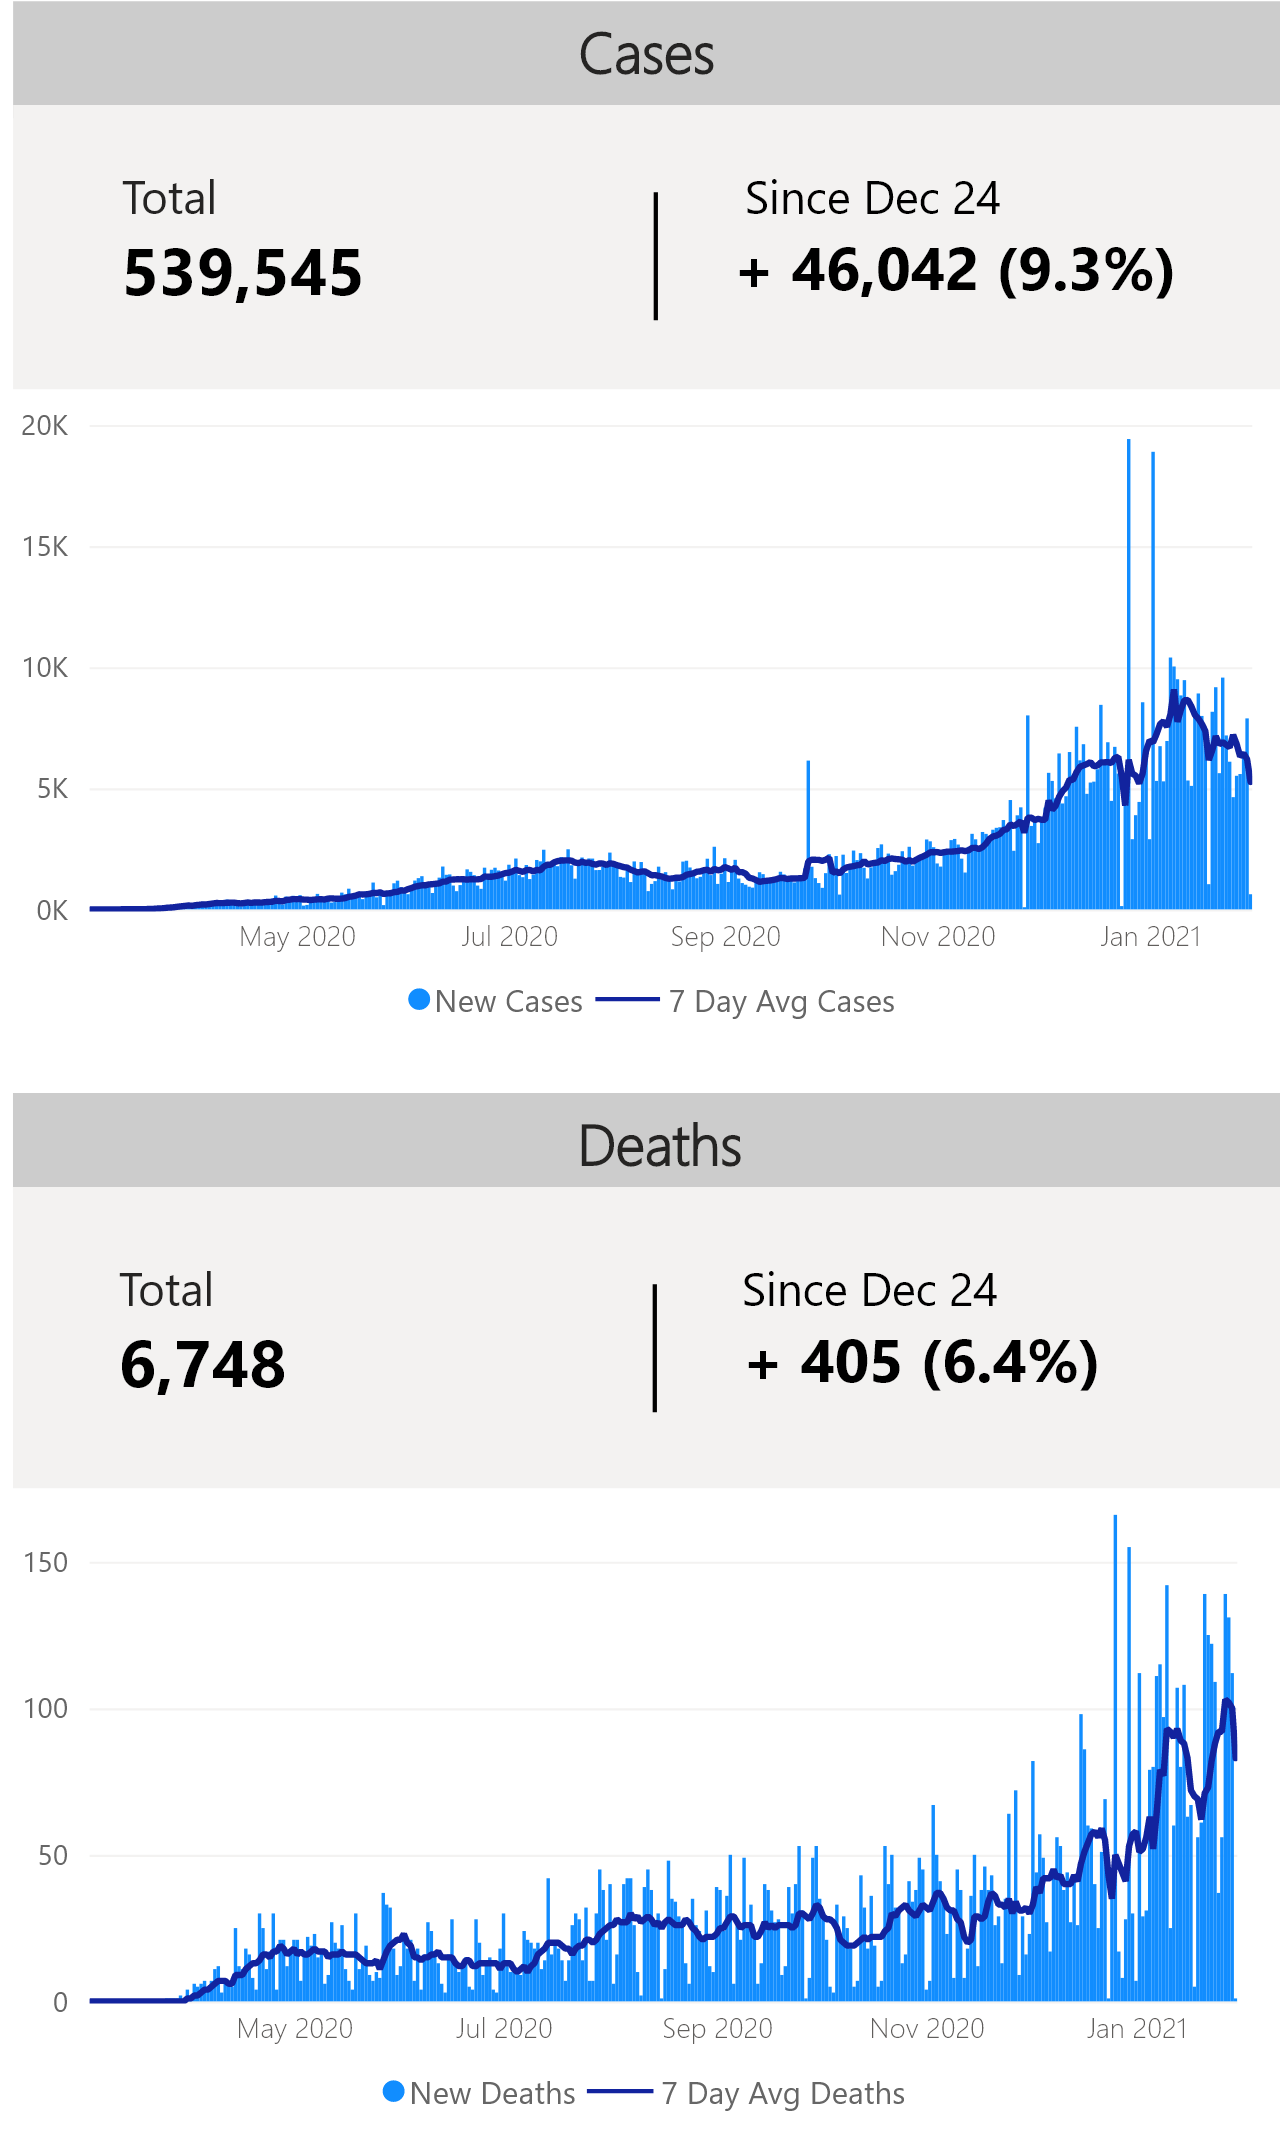 Cases
Total
Since Dec 24
539,545
+ 46,042 (9.3%)
20K
15K
10K
5K
0K
May 2020
Jul 2020
Sep 2020
Nov 2020
Jan 2021
New Cases
7 Day Avg Cases
Deaths
Total
Since Dec 24
6,748
+ 405 (6.4%)
150
100
50
0
May 2020
Jul 2020
Sep 2020
Nov 2020
Jan 2021
New Deaths
7 Day Avg Deaths